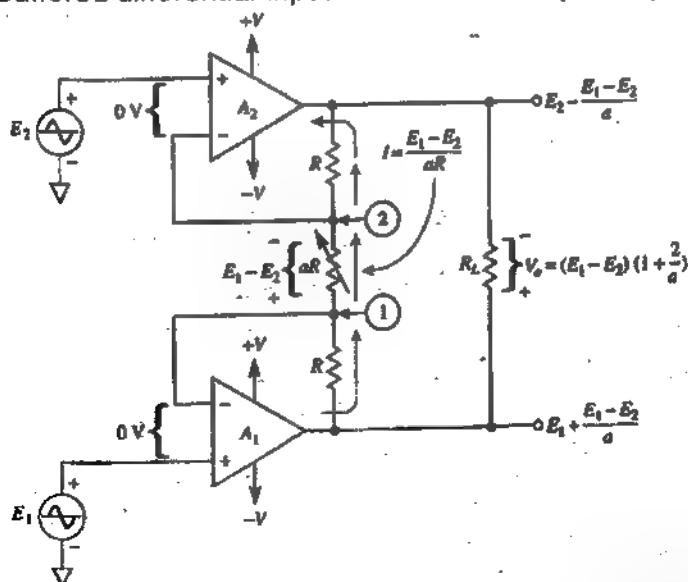 +V
+
A₂
0 V
−
E₂
+
−
−V
E₂ − (E₁ − E₂)/a
I = (E₁ − E₂)/aR
R
2
−
E₁ − E₂ { aR
+
R_L
−
V_o = (E₁ − E₂)(1 + 2/a)
+
1
R
+V
−
A₁
0 V
+
−V
E₁ + (E₁ − E₂)/a
E₁
+
−